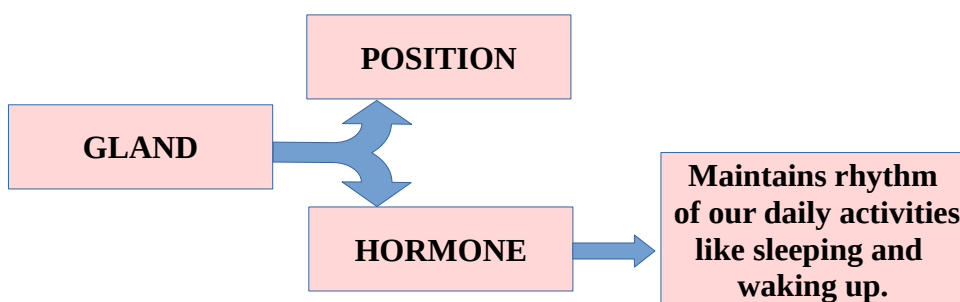 POSITION
GLAND
HORMONE
Maintains rhythm
of our daily activities
like sleeping and
waking up.